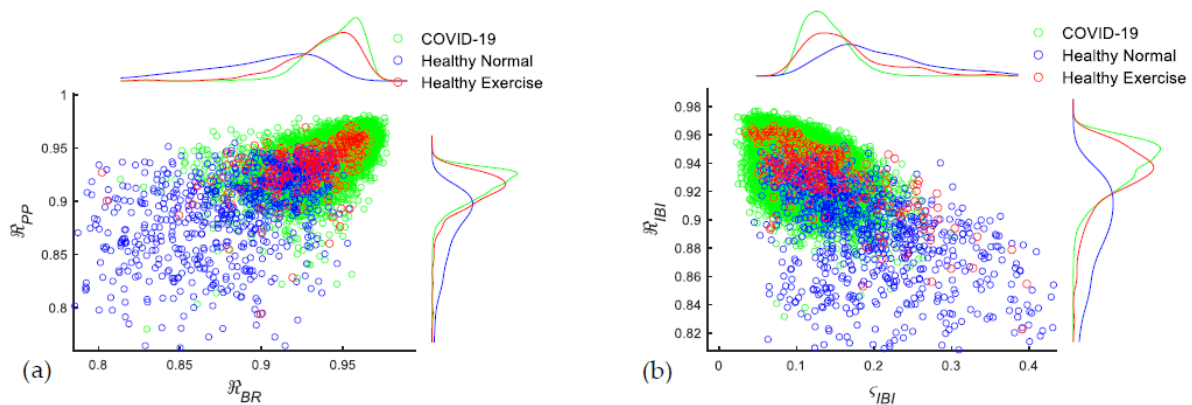 COVID-19
Healthy Normal
Healthy Exercise
1
0.95
0.9
0.85
0.8
ℜPP
0.8
0.85
0.9
0.95
ℜBR
(a)
COVID-19
Healthy Normal
Healthy Exercise
0.98
0.96
0.94
0.92
0.9
0.88
0.86
0.84
0.82
ℜIBI
0
0.1
0.2
0.3
0.4
ςIBI
(b)